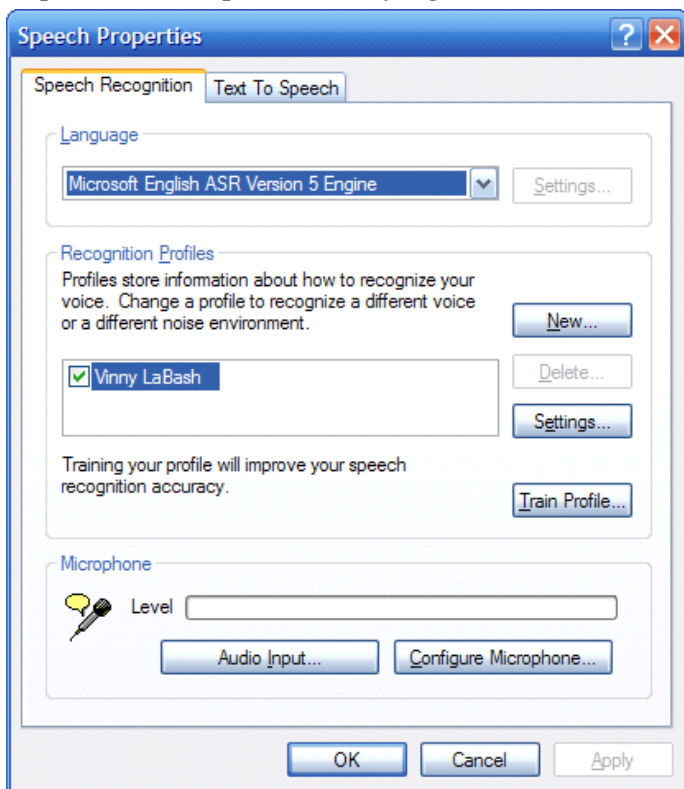 Speech Properties
Speech Recognition Text To Speech
Language
Microsoft English ASR Version 5 Engine Settings...
Recognition Profiles
Profiles store information about how to recognize your
voice. Change a profile to recognize a different voice
or a different noise environment.
New...
Vinny LaBash
Delete...
Settings...
Training your profile will improve your speech
recognition accuracy.
Train Profile...
Microphone
Level
Audio Input... Configure Microphone...
OK Cancel Apply